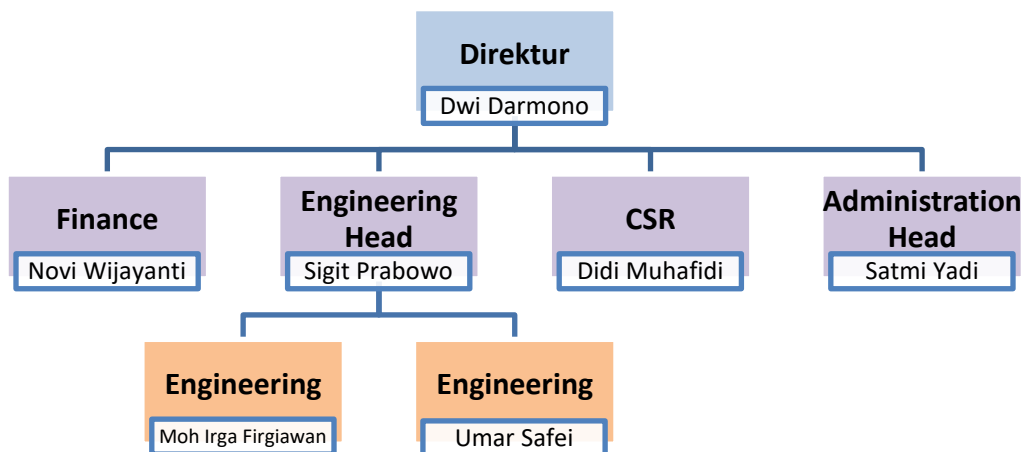 Direktur
Dwi Darmono
Finance
Novi Wijayanti
Engineering
Head
Sigit Prabowo
CSR
Didi Muhafidi
Administration
Head
Satmi Yadi
Engineering
Moh Irga Firgiawan
Engineering
Umar Safei